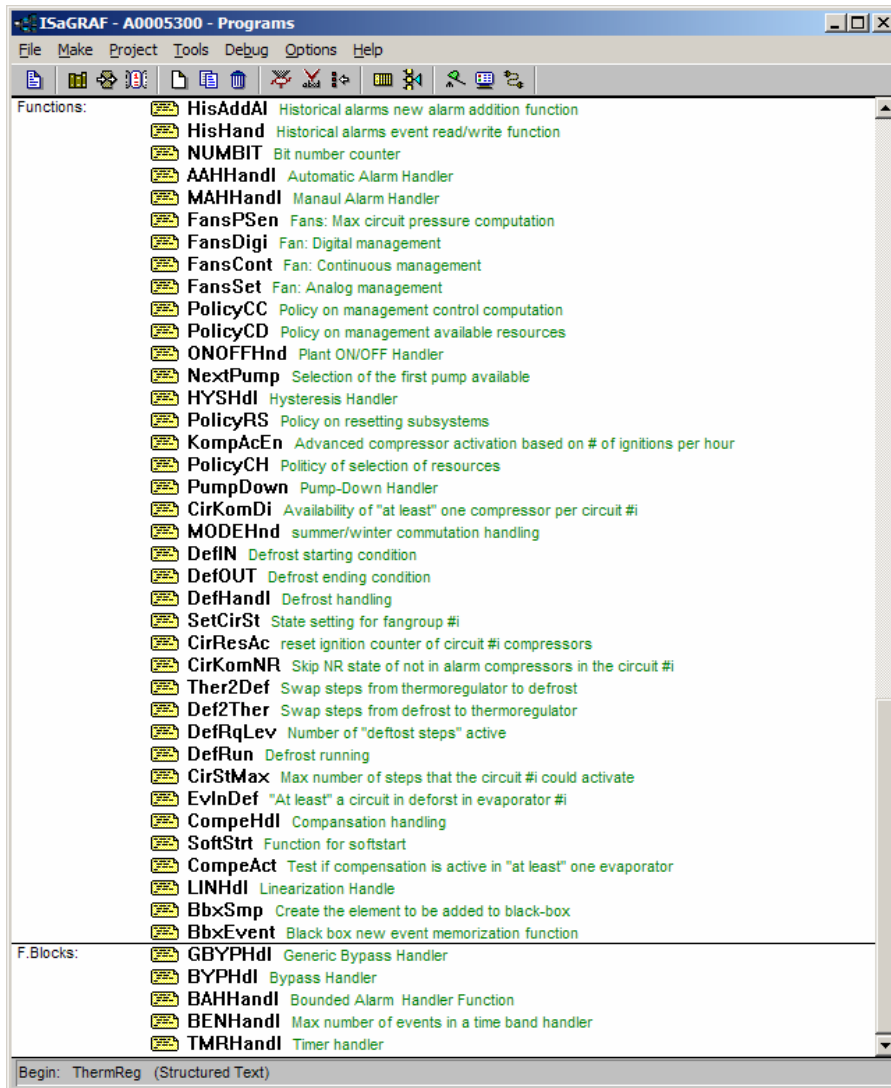 ISaGRAF - A0005300 - Programs
File Make Project Tools Debug Options Help
Functions:
HisAddAl Historical alarms new alarm addition function
HisHand Historical alarms event read/write function
NUMBIT Bit number counter
AAHHandl Automatic Alarm Handler
MAHHandl Manaul Alarm Handler
FansPSen Fans: Max circuit pressure computation
FansDigi Fan: Digital management
FansCont Fan: Continuous management
FansSet Fan: Analog management
PolicyCC Policy on management control computation
PolicyCD Policy on management available resources
ONOFFHnd Plant ON/OFF Handler
NextPump Selection of the first pump available
HYSHdl Hysteresis Handler
PolicyRS Policy on resetting subsystems
KompAcEn Advanced compressor activation based on # of ignitions per hour
PolicyCH Politicy of selection of resources
PumpDown Pump-Down Handler
CirKomDi Availability of "at least" one compressor per circuit #i
MODEHnd summer/winter commutation handling
DefIN Defrost starting condition
DefOUT Defrost ending condition
DefHandl Defrost handling
SetCirSt State setting for fangroup #i
CirResAc reset ignition counter of circuit #i compressors
CirKomNR Skip NR state of not in alarm compressors in the circuit #i
Ther2Def Swap steps from thermoregulator to defrost
Def2Ther Swap steps from defrost to thermoregulator
DefRqLev Number of "deftost steps" active
DefRun Defrost running
CirStMax Max number of steps that the circuit #i could activate
EvInDef "At least" a circuit in deforst in evaporator #i
CompeHdl Compansation handling
SoftStrt Function for softstart
CompeAct Test if compensation is active in "at least" one evaporator
LINHdl Linearization Handle
BbxSmp Create the element to be added to black-box
BbxEvent Black box new event memorization function
F.Blocks:
GBYPHdl Generic Bypass Handler
BYPHdl Bypass Handler
BAHHandl Bounded Alarm Handler Function
BENHandl Max number of events in a time band handler
TMRHandl Timer handler
Begin: ThermReg (Structured Text)